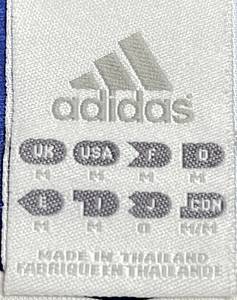 adidas
UK USA F D
M M M M
E I J .CDN
M M O M/M
MADE IN THAILAND
FABRIQUE EN THAILANDE